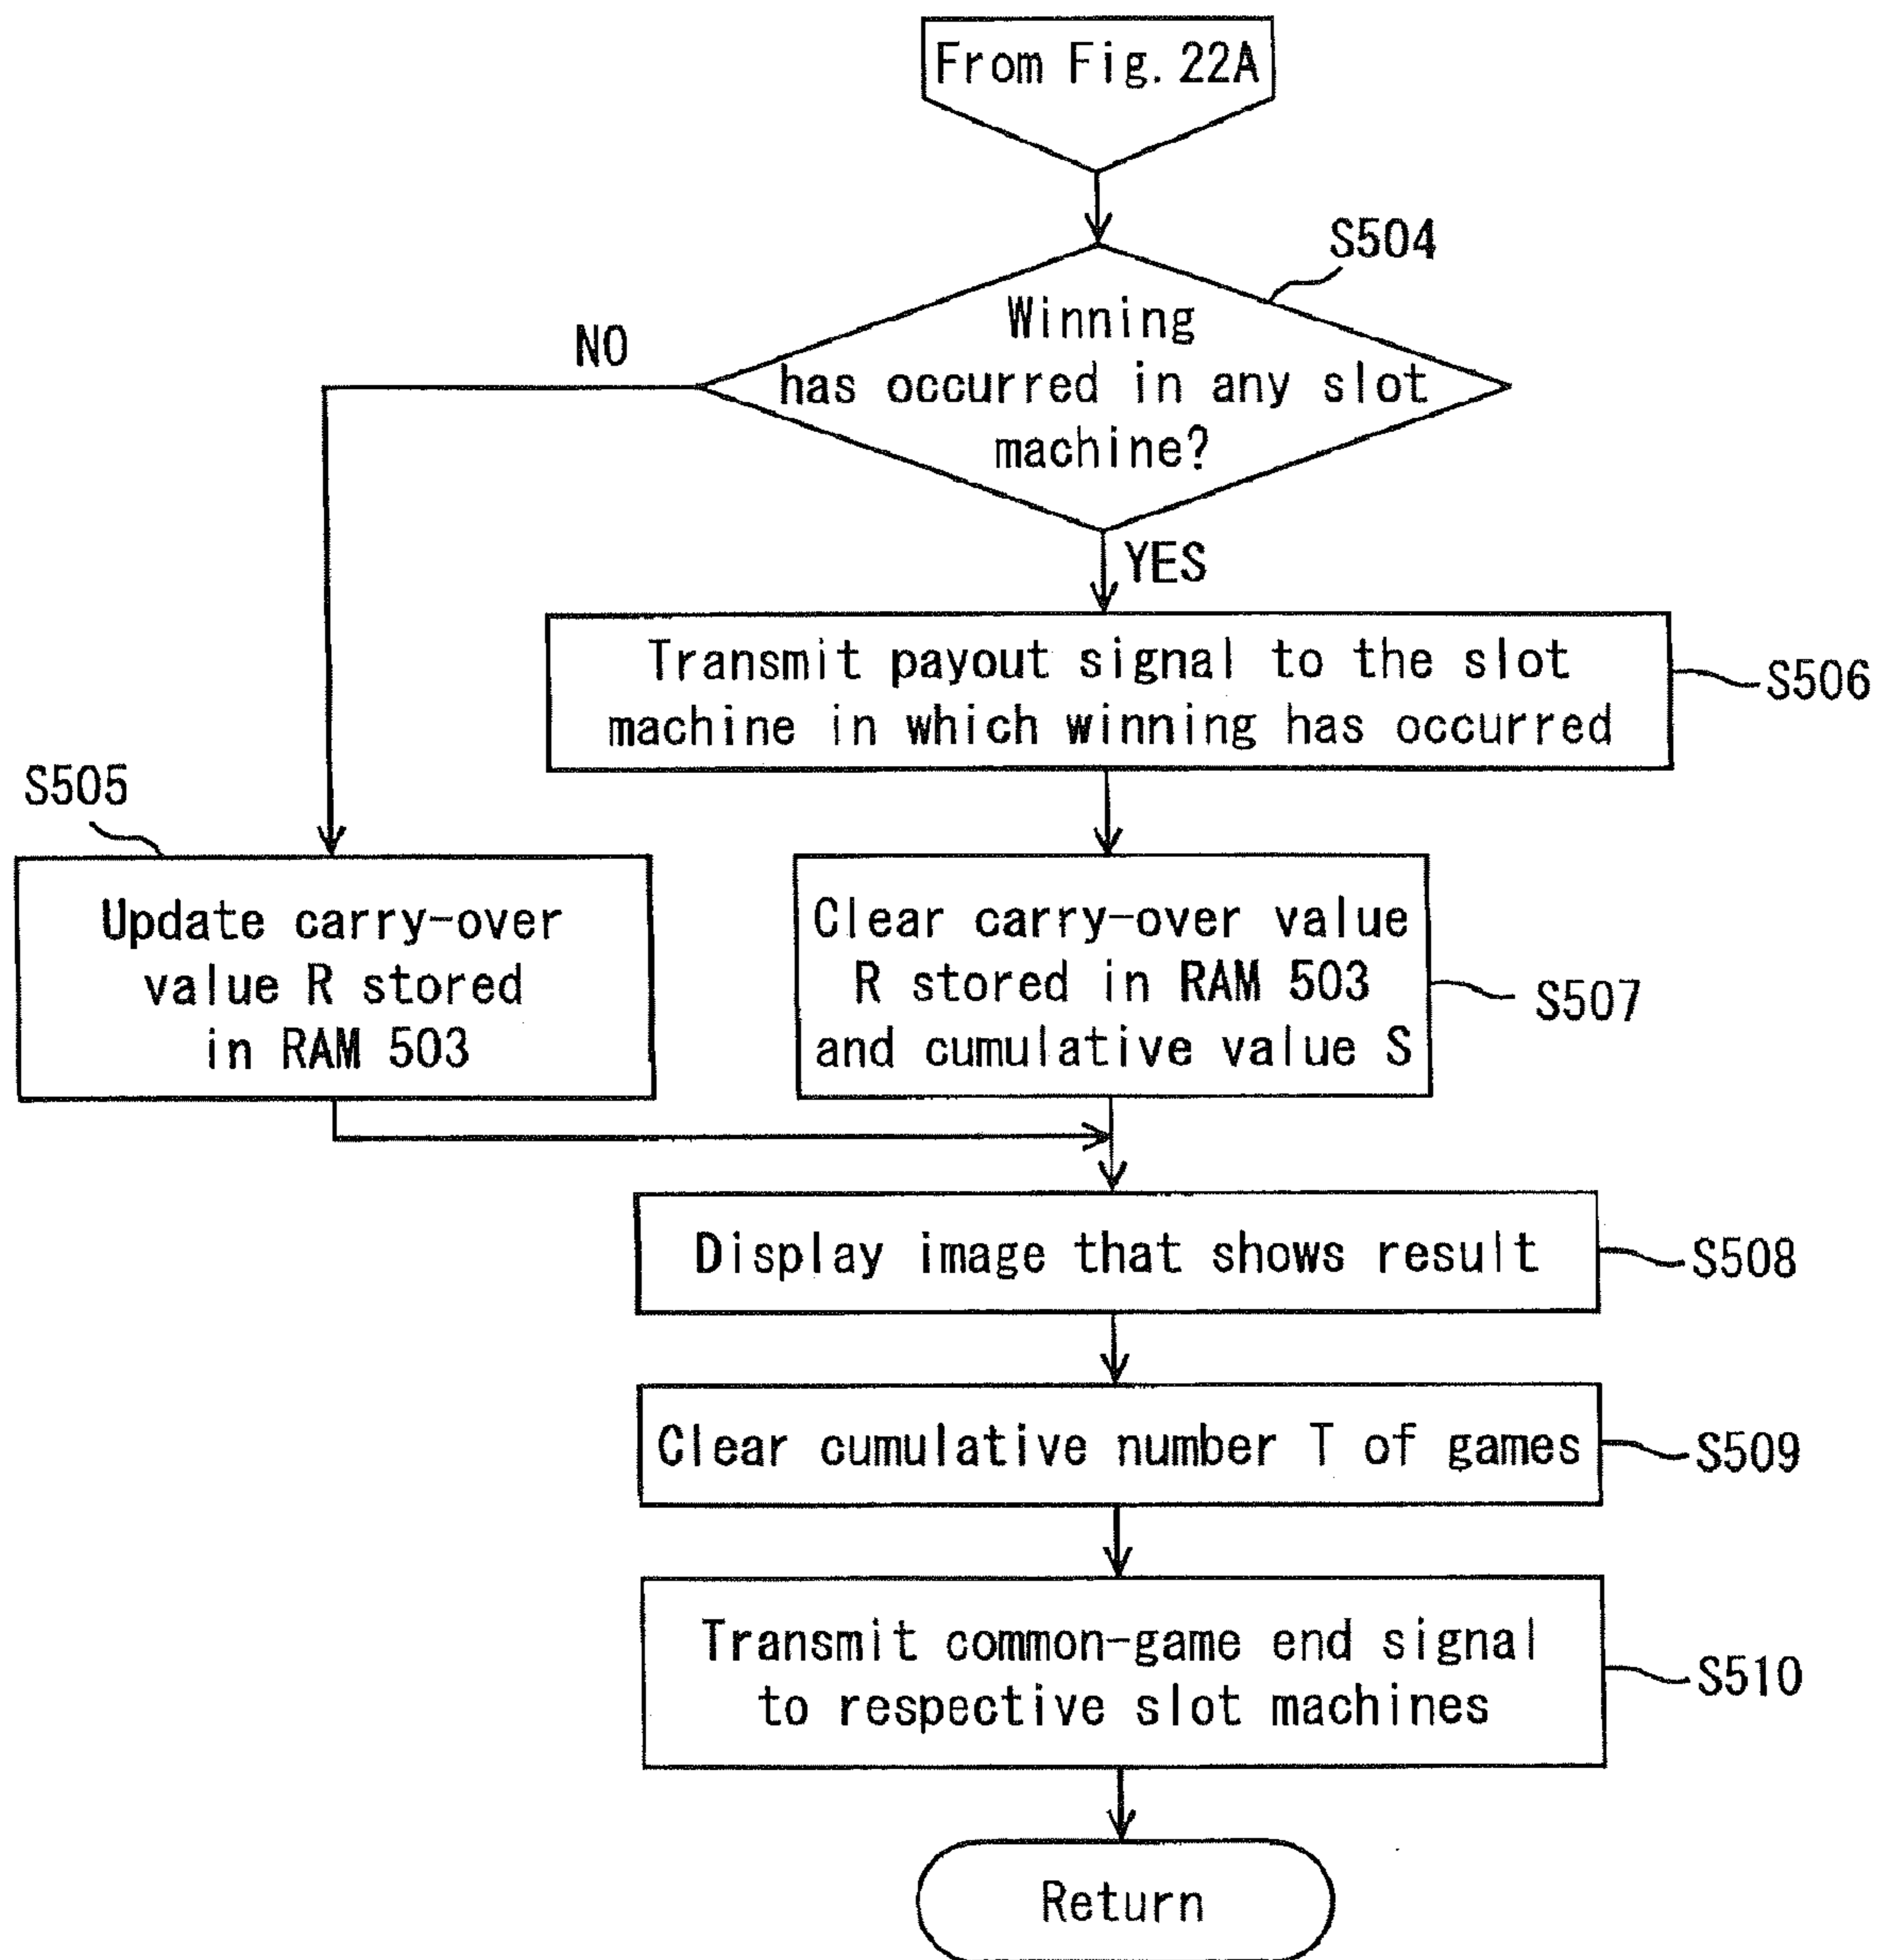 From Fig. 22A
S504
Winning
has occurred in any slot
machine?
NO
YES
Transmit payout signal to the slot
machine in which winning has occurred
S506
S505
Update carry-over
value R stored
in RAM 503
Clear carry-over value
R stored in RAM 503
and cumulative value S
S507
Display image that shows result
S508
Clear cumulative number T of games
S509
Transmit common-game end signal
to respective slot machines
S510
Return